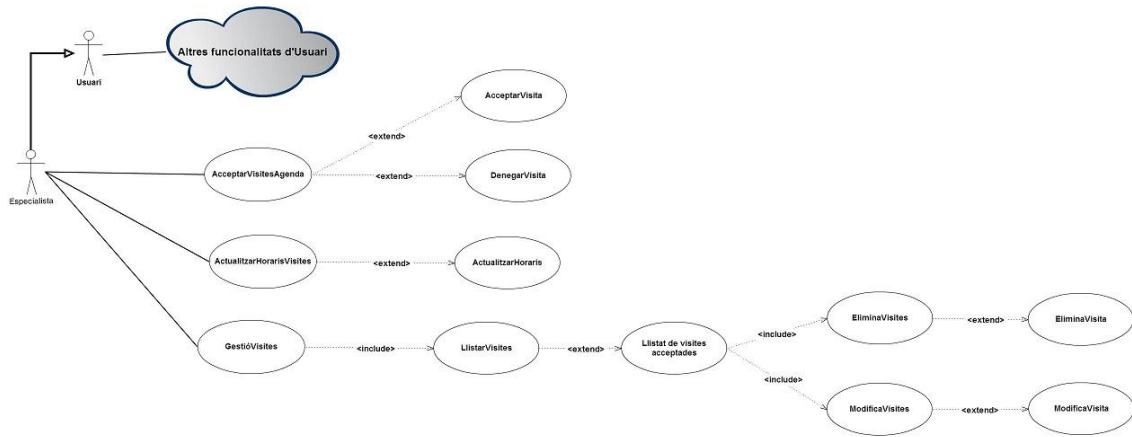 Altres funcionalitats d'Usuari
Usuari
AcceptarVisita
<extend>
Especialista
AcceptarVisitesAgenda
<extend>
DenegarVisita
ActualitzarHorarisVisites
<extend>
ActualitzarHoraris
GestióVisites
<include>
LlistarVisites
<extend>
Llistat de visites
acceptades
<include>
EliminaVisites
<extend>
EliminaVisita
<include>
ModificaVisites
<extend>
ModificaVisita